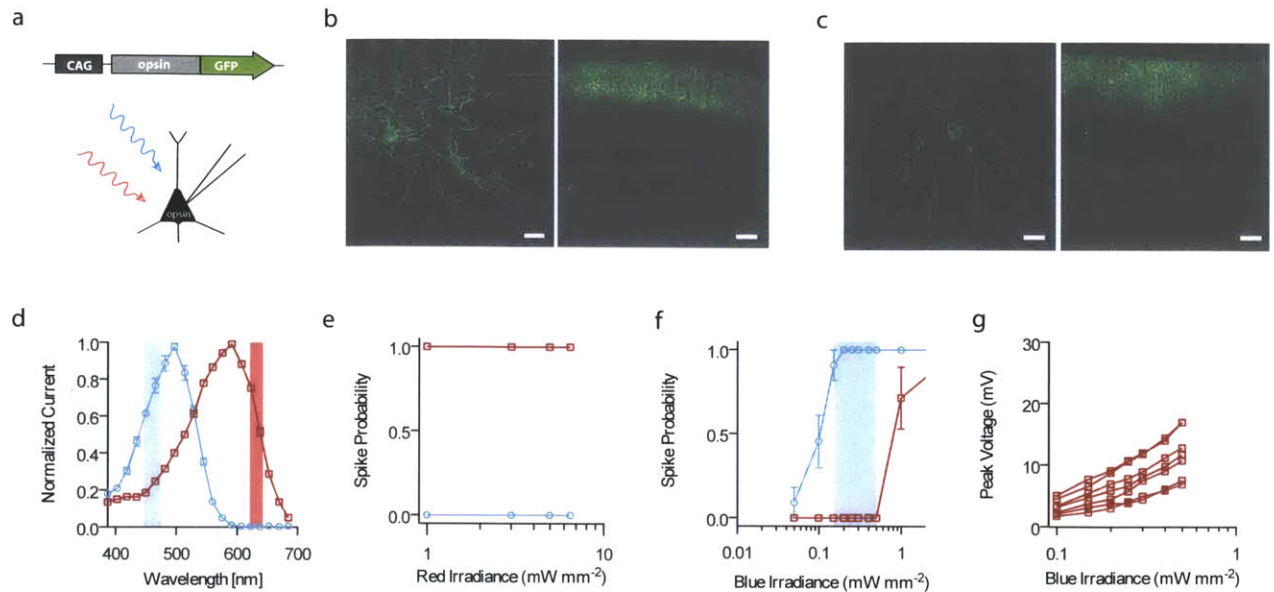 a
b
c
CAG opsin GFP
opsin
d
Normalized Current
1.0
0.8
0.6
0.4
0.2
0.0
400 500 600 700
Wavelength [nm]
e
Spike Probability
1.0
0.5
0.0
1 10
Red Irradiance (mW mm⁻²)
f
Spike Probability
1.0
0.5
0.0
0.01 0.1 1
Blue Irradiance (mW mm⁻²)
g
Peak Voltage (mV)
30
20
10
0
0.1 1
Blue Irradiance (mW mm⁻²)